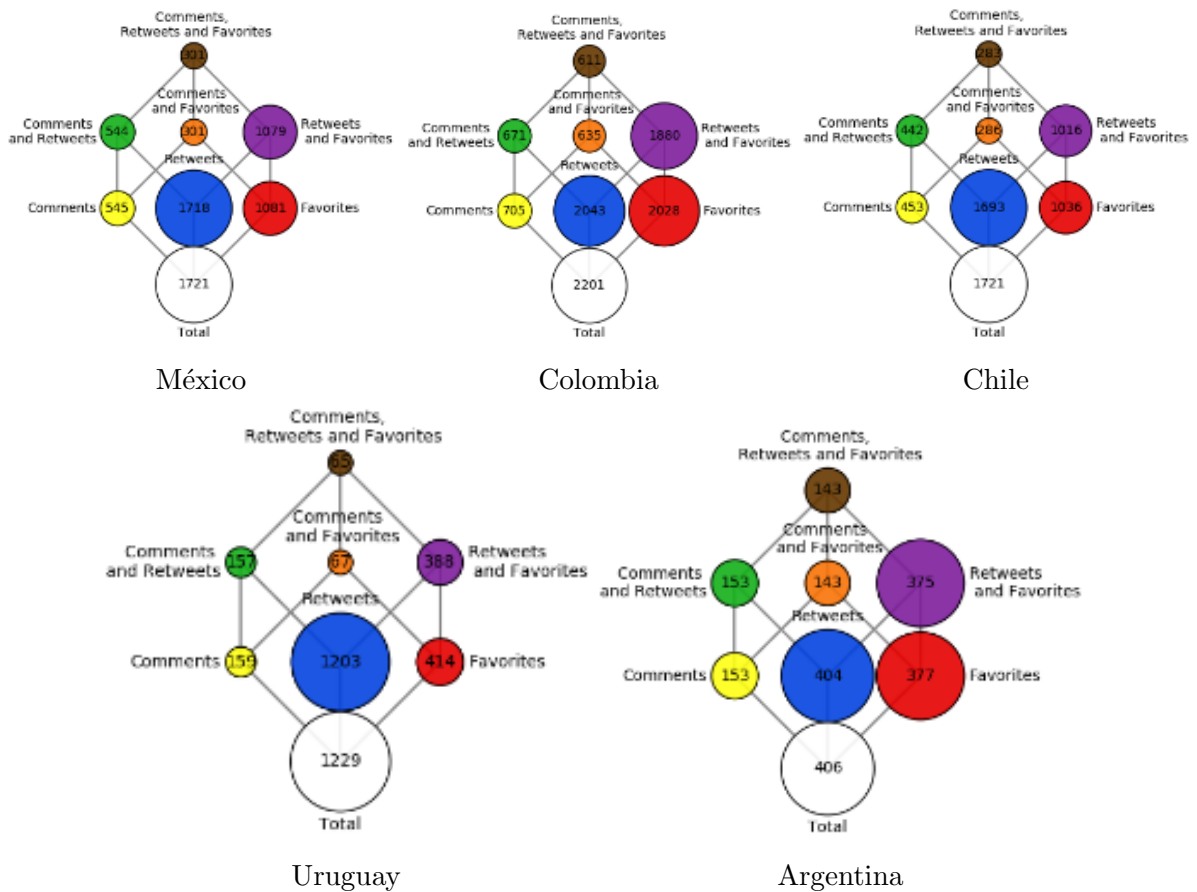 Comments,
Retweets and Favorites
301
Comments
and Favorites
Comments
and Retweets
544
301
1079
Retweets
and Favorites
Retweets
Comments
545
1718
1081
Favorites
1721
Total
México
Comments,
Retweets and Favorites
611
Comments
and Favorites
Comments
and Retweets
671
635
1880
Retweets
and Favorites
Retweets
Comments
705
2043
2028
Favorites
2201
Total
Colombia
Comments,
Retweets and Favorites
283
Comments
and Favorites
Comments
and Retweets
442
286
1016
Retweets
and Favorites
Retweets
Comments
453
1693
1036
Favorites
1721
Total
Chile
Comments,
Retweets and Favorites
65
Comments
and Favorites
Comments
and Retweets
157
67
388
Retweets
and Favorites
Retweets
Comments
159
1203
414
Favorites
1229
Total
Uruguay
Comments,
Retweets and Favorites
143
Comments
and Favorites
Comments
and Retweets
153
143
375
Retweets
and Favorites
Retweets
Comments
153
404
377
Favorites
406
Total
Argentina